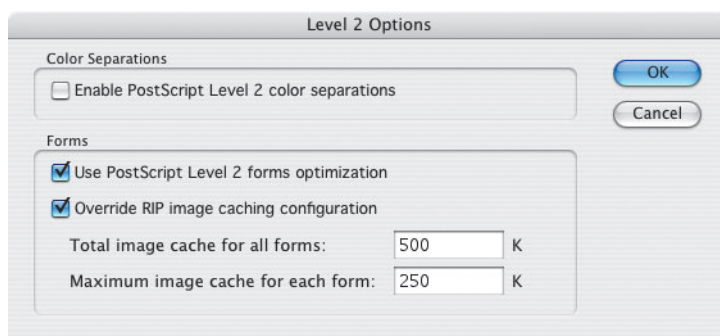 Level 2 Options
Color Separations
Enable PostScript Level 2 color separations
OK
Cancel
Forms
Use PostScript Level 2 forms optimization
Override RIP image caching configuration
Total image cache for all forms: 500 K
Maximum image cache for each form: 250 K